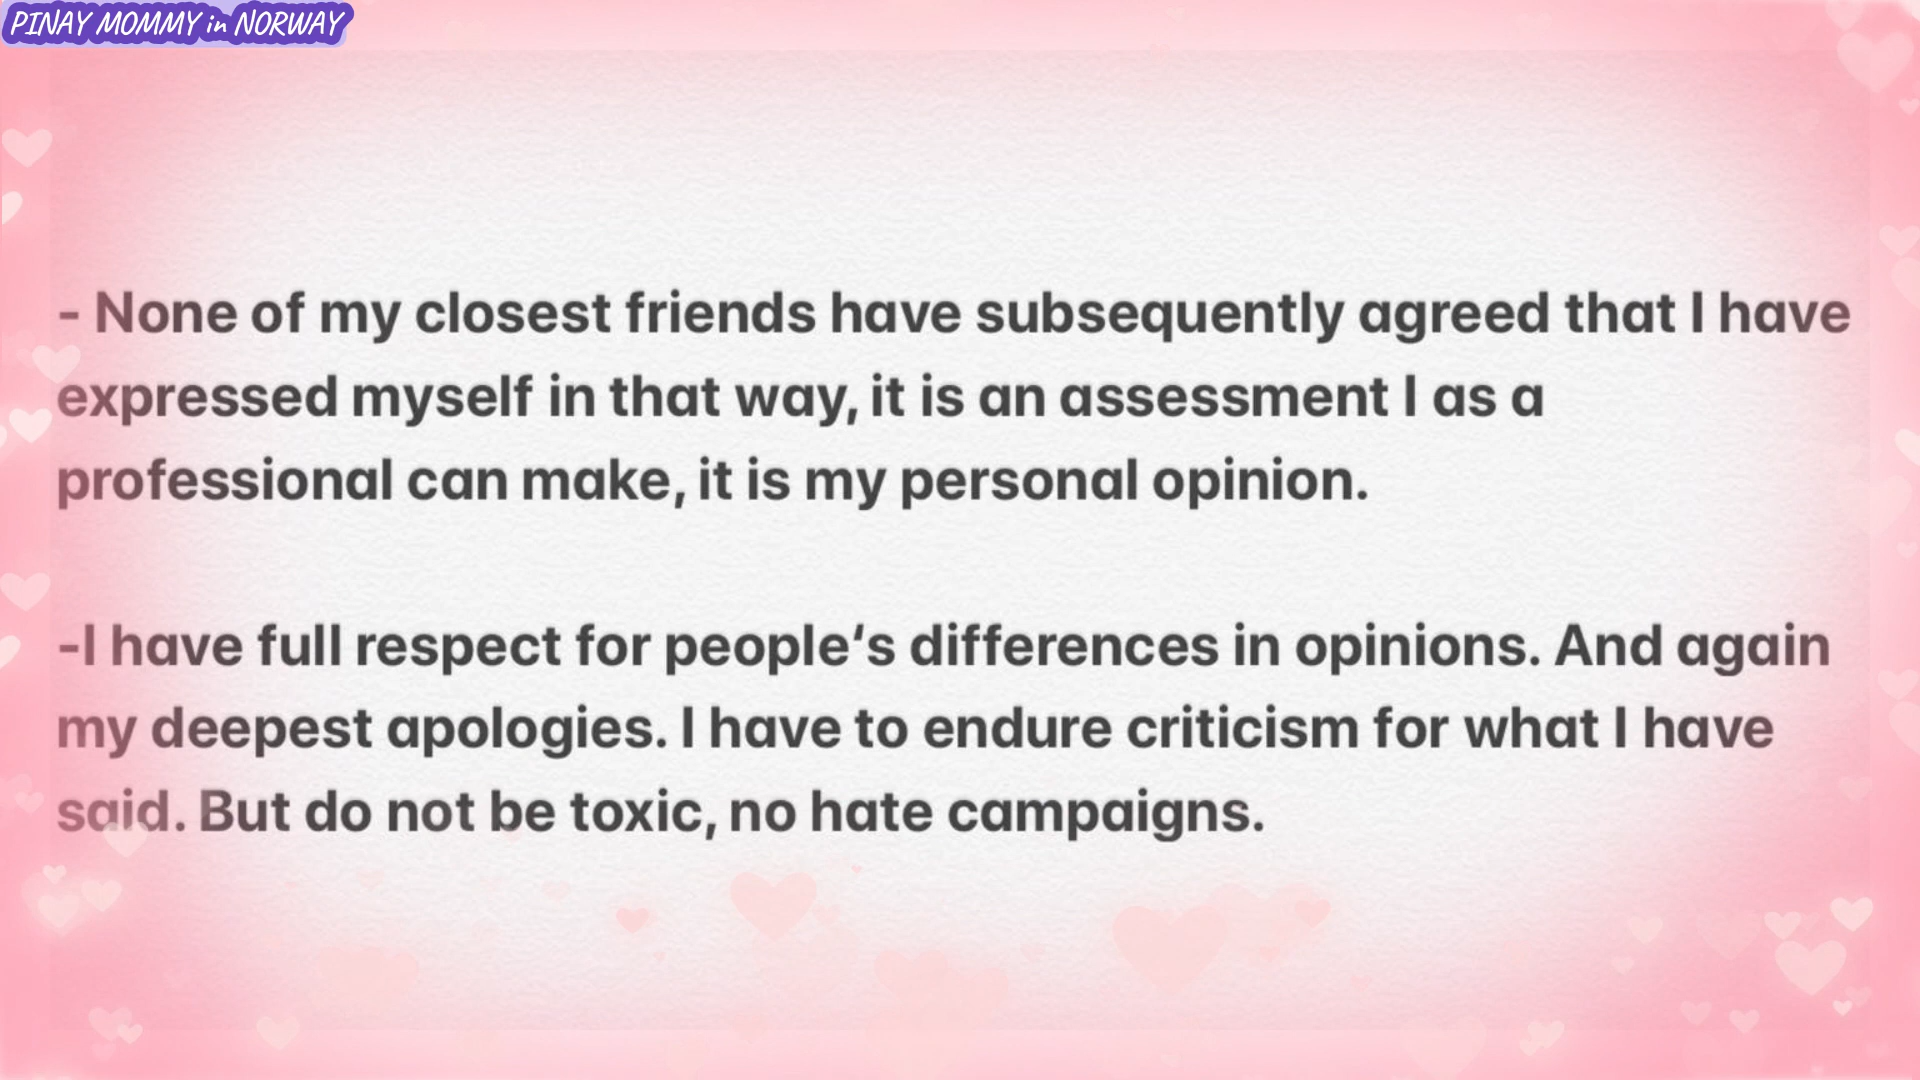 PINAY MOMMY in NORWAY
- None of my closest friends have subsequently agreed that I have
expressed myself in that way, it is an assessment I as a
professional can make, it is my personal opinion.
-I have full respect for people‘s differences in opinions. And again
my deepest apologies. I have to endure criticism for what I have
said. But do not be toxic, no hate campaigns.